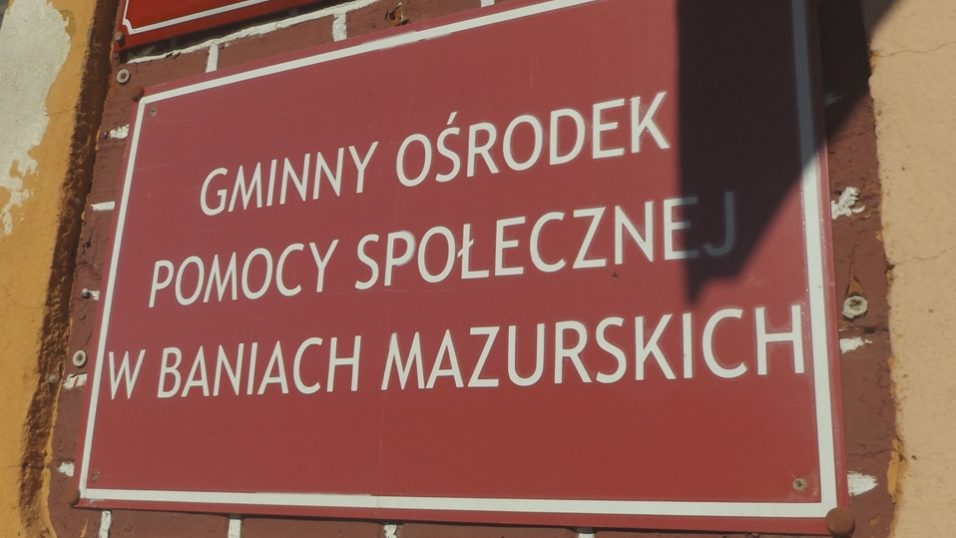 GMINNY OŚRODEK
POMOCY SPOŁECZNEJ
W BANIACH MAZURSKICH